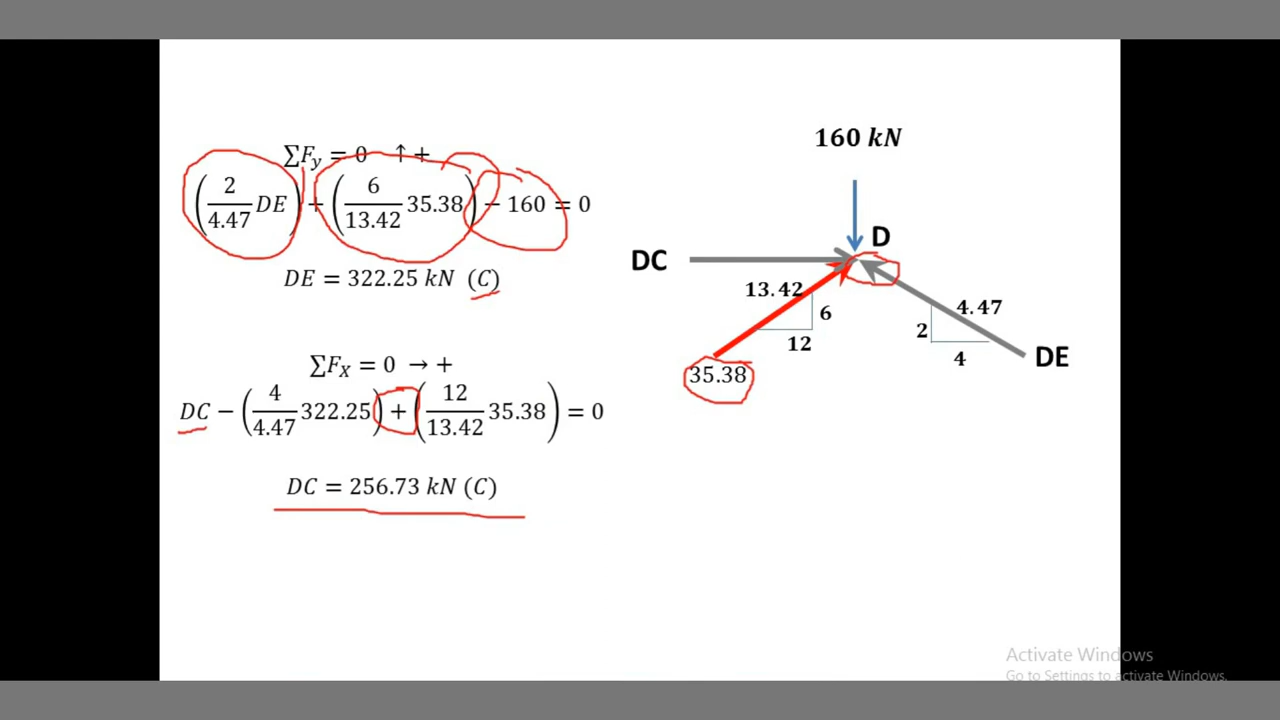 ∑F_y = 0 ↑ +
(2/4.47 DE) + (6/13.42 35.38) − 160 = 0
DE = 322.25 kN (C)
∑F_X = 0 → +
DC − (4/4.47 322.25) + (12/13.42 35.38) = 0
DC = 256.73 kN (C)
160 kN
D
DC
13.42
6
12
35.38
4.47
2
4
DE
Activate Windows
Go to Settings to activate Windows.